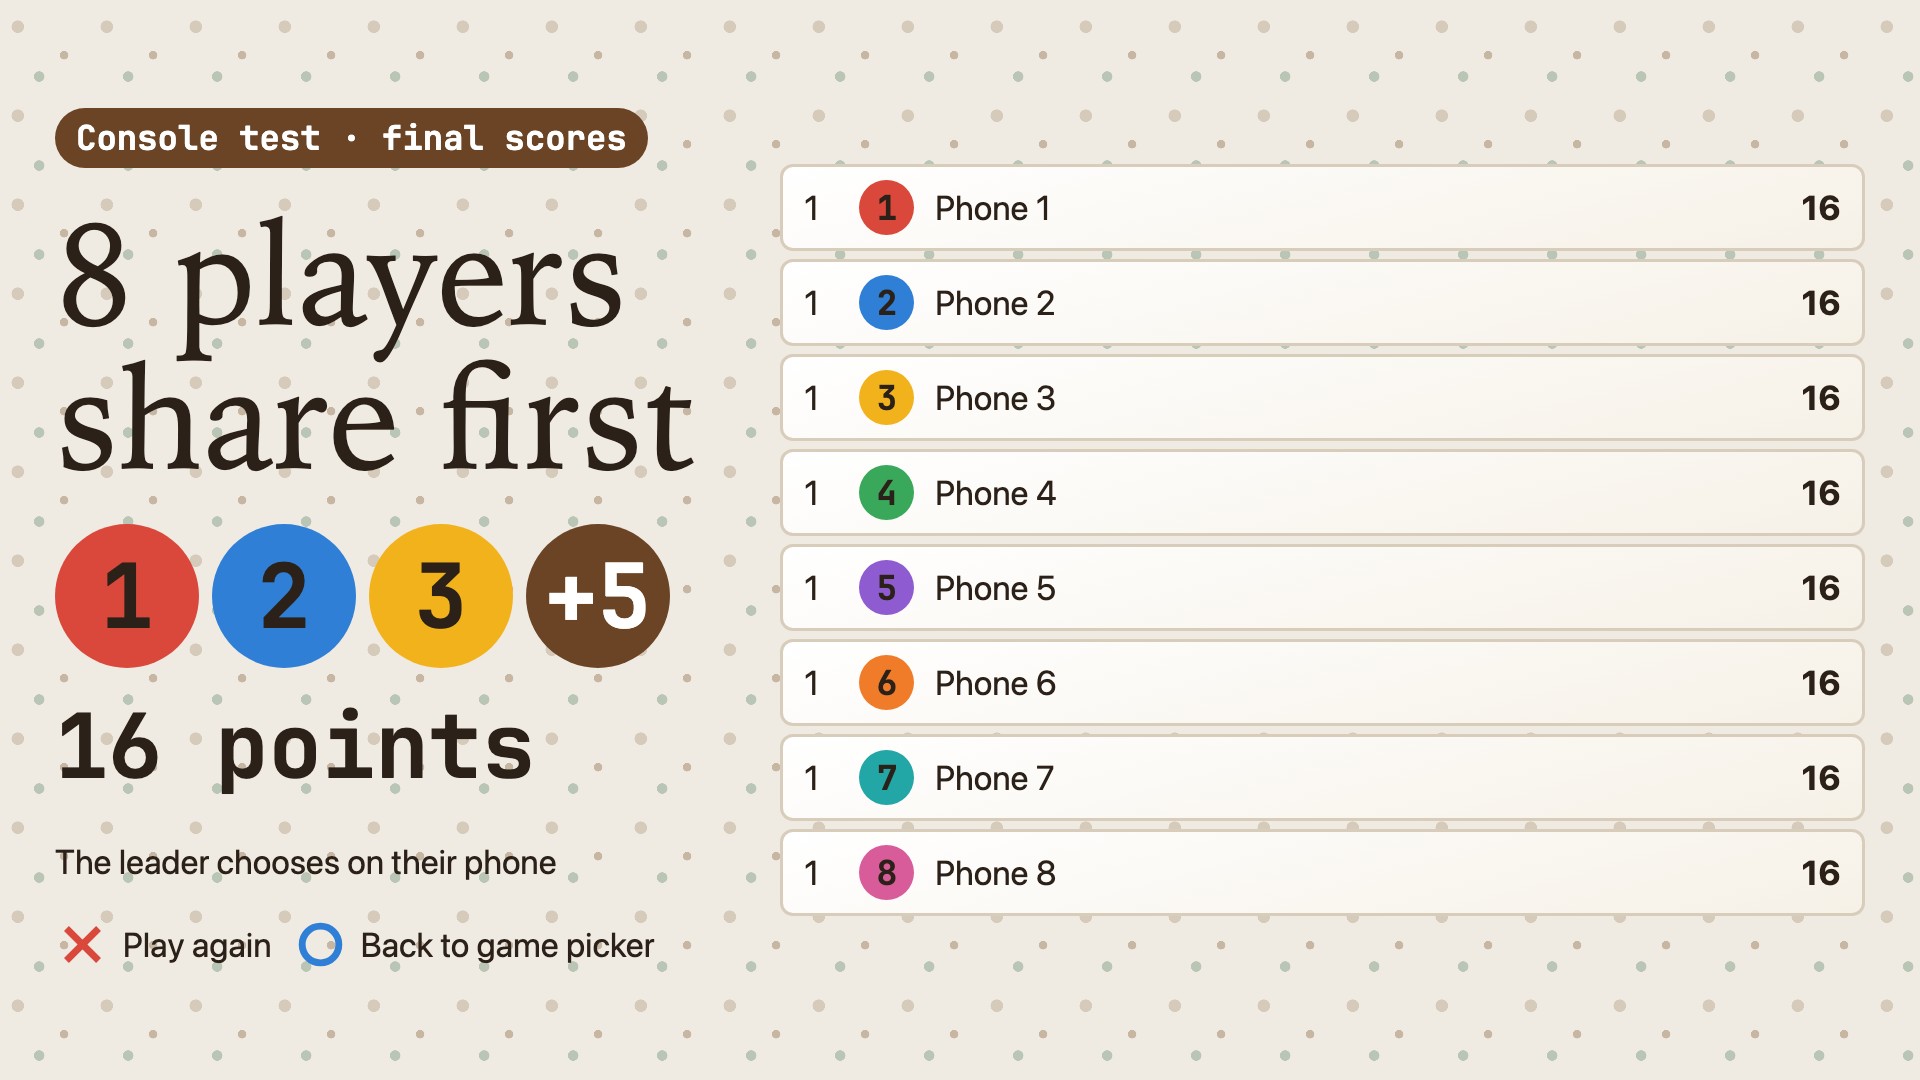 Console test · final scores
8 players
share first
1 2 3 +5
16 points
The leader chooses on their phone
Play again Back to game picker
1 1 Phone 1 16
1 2 Phone 2 16
1 3 Phone 3 16
1 4 Phone 4 16
1 5 Phone 5 16
1 6 Phone 6 16
1 7 Phone 7 16
1 8 Phone 8 16